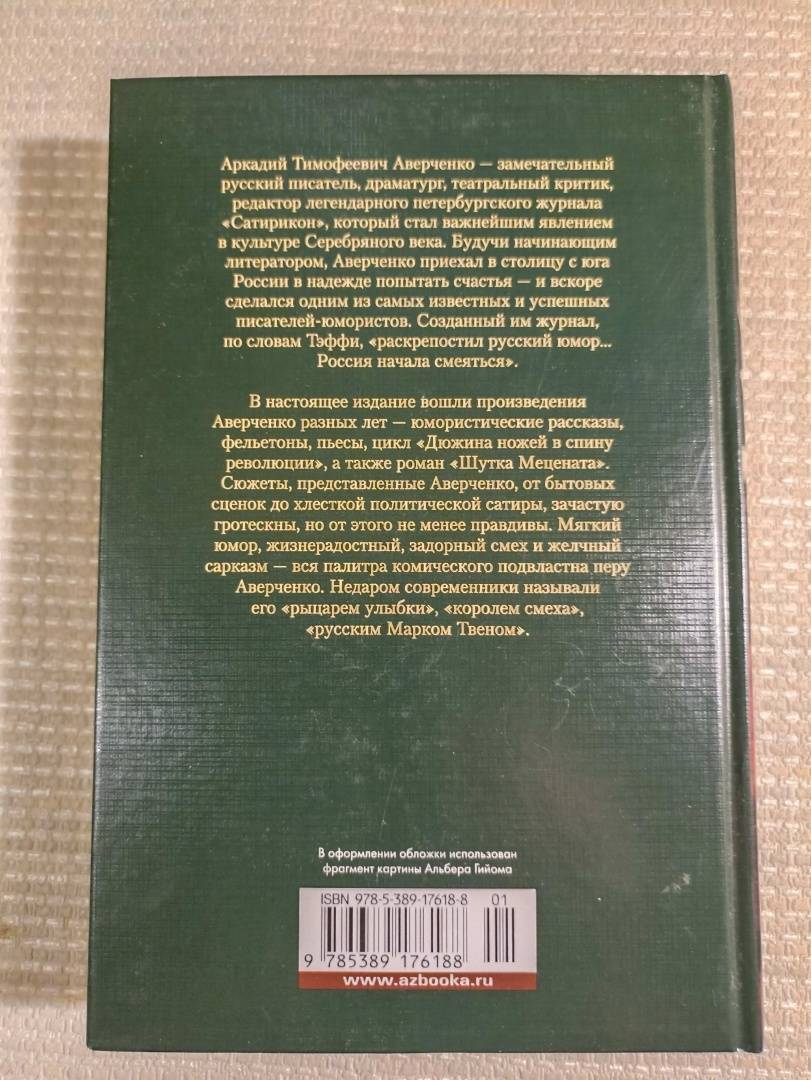 Аркадий Тимофеевич Аверченко — замечательный
русский писатель, драматург, театральный критик,
редактор легендарного петербургского журнала
«Сатирикон», который стал важнейшим явлением
в культуре Серебряного века. Будучи начинающим
литератором, Аверченко приехал в столицу с юга
России в надежде попытать счастья — и вскоре
сделался одним из самых известных и успешных
писателей-юмористов. Созданный им журнал,
по словам Тэффи, «раскрепостил русский юмор...
Россия начала смеяться».
В настоящее издание вошли произведения
Аверченко разных лет — юмористические рассказы,
фельетоны, пьесы, цикл «Дюжина ножей в спину
революции», а также роман «Шутка Мецената».
Сюжеты, представленные Аверченко, от бытовых
сценок до хлесткой политической сатиры, зачастую
гротескны, но от этого не менее правдивы. Мягкий
юмор, жизнерадостный, задорный смех и желчный
сарказм — вся палитра комического подвластна перу
Аверченко. Недаром современники называли
его «рыцарем улыбки», «королем смеха»,
«русским Марком Твеном».
В оформлении обложки использован
фрагмент картины Альбера Гийома
ISBN 978-5-389-17618-8 01
9 785389 176188
www.azbooka.ru